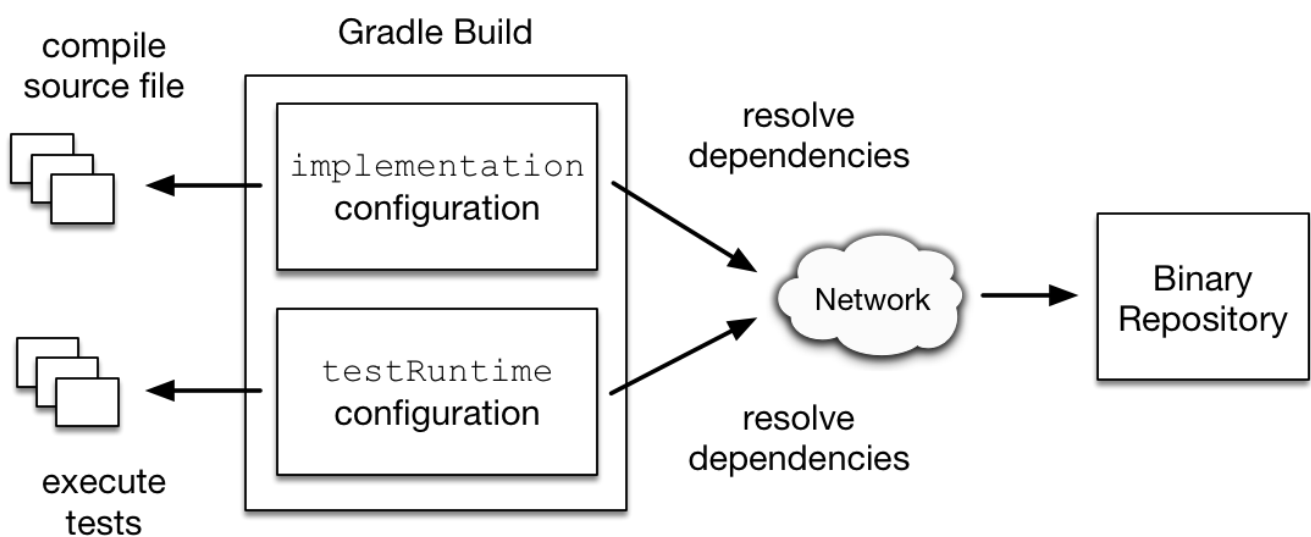 compile
source file
Gradle Build
implementation
configuration
resolve
dependencies
Network
Binary
Repository
testRuntime
configuration
resolve
dependencies
execute
tests